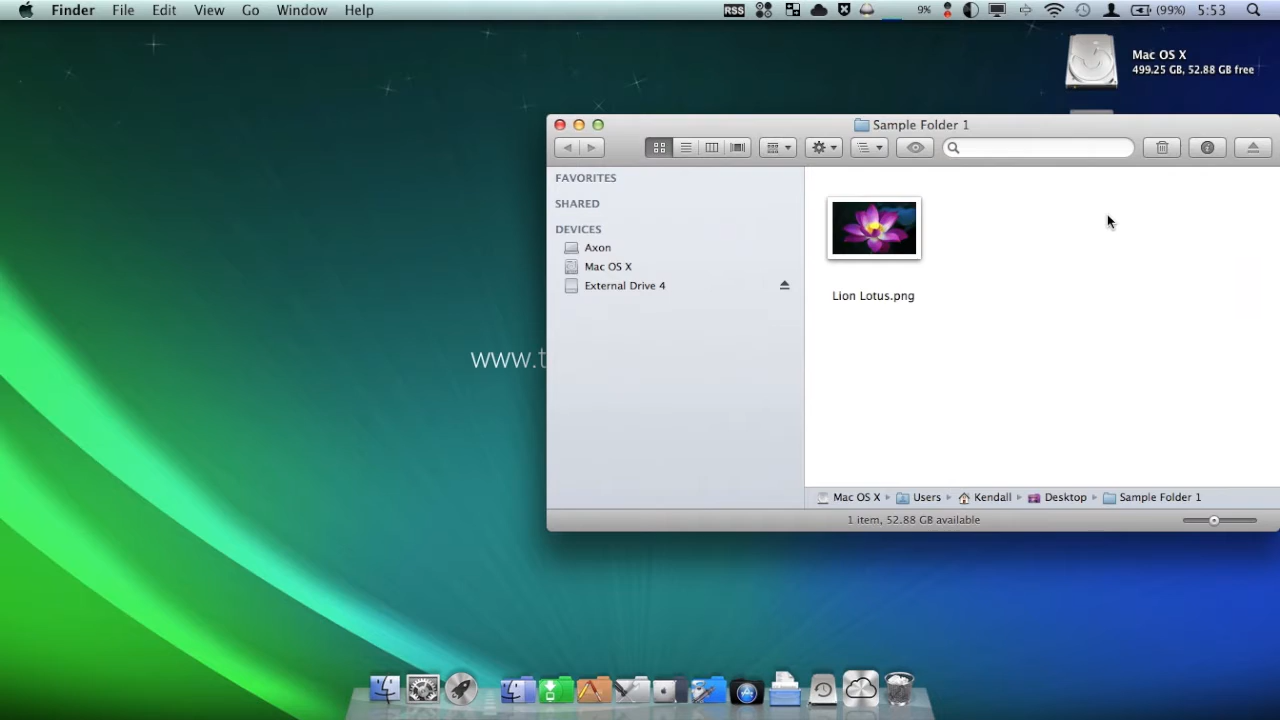 Finder File Edit View Go Window Help RSS 9% (99%) 5:53
Mac OS X
499.25 GB, 52.88 GB free
Sample Folder 1
FAVORITES
SHARED
DEVICES
Axon
Mac OS X
External Drive 4
Lion Lotus.png
www.t
Mac OS X Users Kendall Desktop Sample Folder 1
1 item, 52.88 GB available